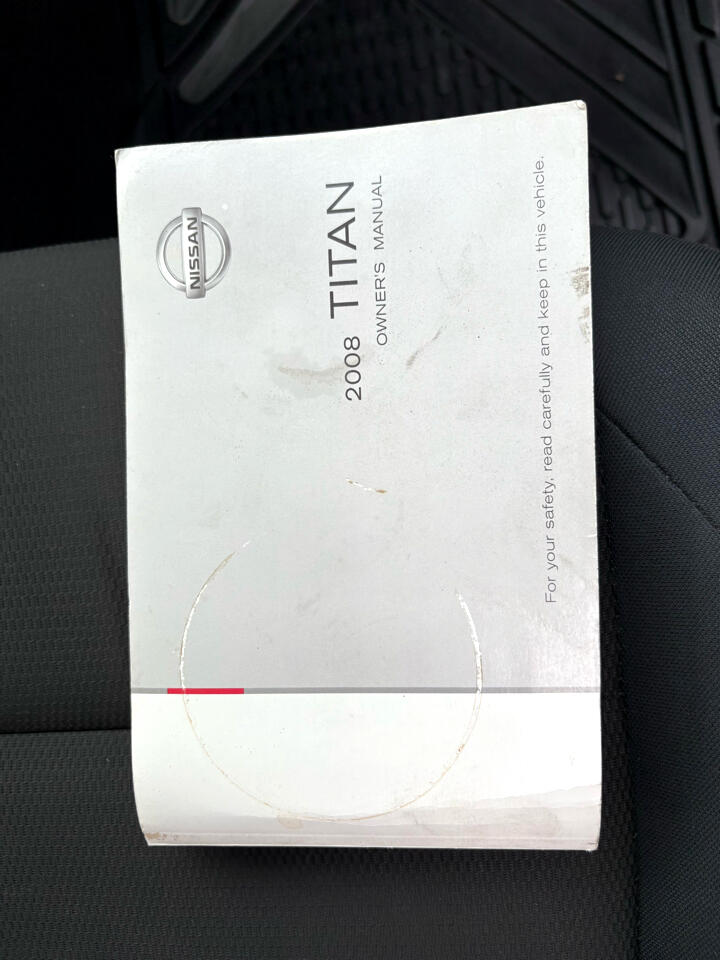 NISSAN
2008 TITAN
OWNER'S MANUAL
For your safety, read carefully and keep in this vehicle.